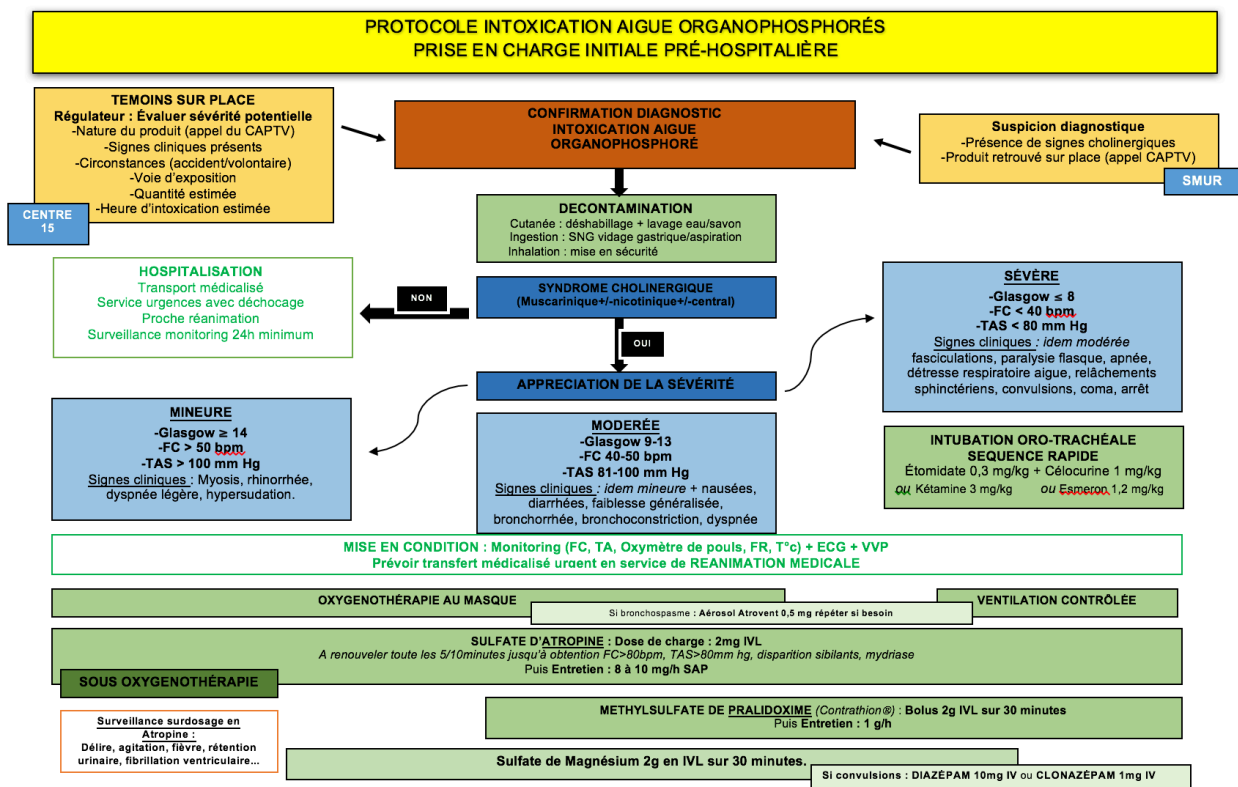 PROTOCOLE INTOXICATION AIGUE ORGANOPHOSPHORÉS
PRISE EN CHARGE INITIALE PRÉ-HOSPITALIÈRE
TEMOINS SUR PLACE
Régulateur : Évaluer sévérité potentielle
-Nature du produit (appel du CAPTV)
-Signes cliniques présents
-Circonstances (accident/volontaire)
-Voie d'exposition
-Quantité estimée
-Heure d'intoxication estimée
CENTRE
15
CONFIRMATION DIAGNOSTIC
INTOXICATION AIGUE
ORGANOPHOSPHORÉ
Suspicion diagnostique
-Présence de signes cholinergiques
-Produit retrouvé sur place (appel CAPTV)
SMUR
DECONTAMINATION
Cutanée : déshabillage + lavage eau/savon
Ingestion : SNG vidage gastrique/aspiration
Inhalation : mise en sécurité
HOSPITALISATION
Transport médicalisé
Service urgences avec déchocage
Proche réanimation
Surveillance monitoring 24h minimum
NON
SYNDROME CHOLINERGIQUE
(Muscarinique+/-nicotinique+/-central)
OUI
APPRECIATION DE LA SÉVÉRITÉ
SÉVÈRE
-Glasgow ≤ 8
-FC < 40 bpm
-TAS < 80 mm Hg
Signes cliniques : idem modérée
fasciculations, paralysie flasque, apnée,
détresse respiratoire aigue, relâchements
sphinctériens, convulsions, coma, arrêt
MINEURE
-Glasgow ≥ 14
-FC > 50 bpm
-TAS > 100 mm Hg
Signes cliniques : Myosis, rhinorrhée,
dyspnée légère, hypersudation.
MODERÉE
-Glasgow 9-13
-FC 40-50 bpm
-TAS 81-100 mm Hg
Signes cliniques : idem mineure + nausées,
diarrhées, faiblesse généralisée,
bronchorrhée, bronchoconstriction, dyspnée
INTUBATION ORO-TRACHÉALE
SEQUENCE RAPIDE
Étomidate 0,3 mg/kg + Célocurine 1 mg/kg
ou Kétamine 3 mg/kg ou Esmeron 1,2 mg/kg
MISE EN CONDITION : Monitoring (FC, TA, Oxymètre de pouls, FR, T°c) + ECG + VVP
Prévoir transfert médicalisé urgent en service de REANIMATION MEDICALE
OXYGENOTHÉRAPIE AU MASQUE
VENTILATION CONTRÔLÉE
Si bronchospasme : Aérosol Atrovent 0,5 mg répéter si besoin
SULFATE D'ATROPINE : Dose de charge : 2mg IVL
A renouveler toute les 5/10minutes jusqu'à obtention FC>80bpm, TAS>80mm hg, disparition sibilants, mydriase
Puis Entretien : 8 à 10 mg/h SAP
SOUS OXYGENOTHÉRAPIE
METHYLSULFATE DE PRALIDOXIME (Contrathion®) : Bolus 2g IVL sur 30 minutes
Puis Entretien : 1 g/h
Surveillance surdosage en
Atropine :
Délire, agitation, fièvre, rétention
urinaire, fibrillation ventriculaire...
Sulfate de Magnésium 2g en IVL sur 30 minutes.
Si convulsions : DIAZÉPAM 10mg IV ou CLONAZÉPAM 1mg IV